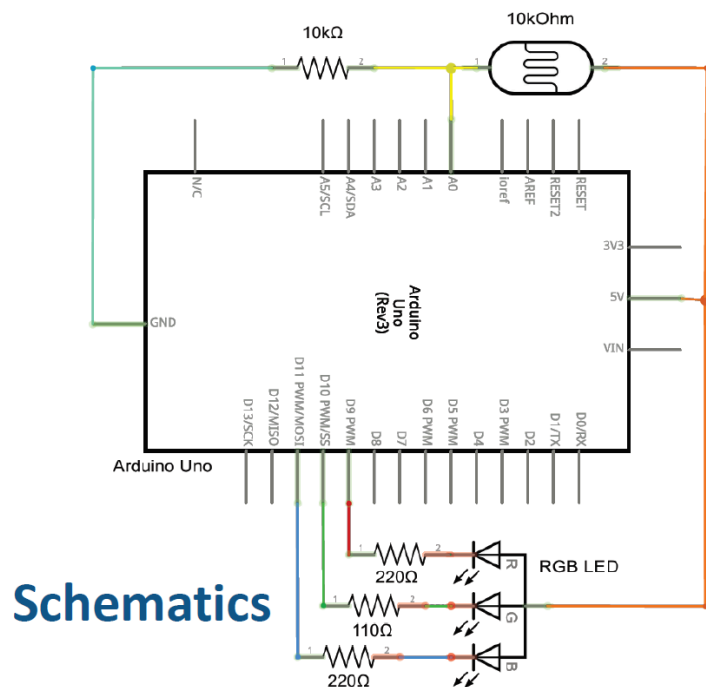 10kΩ
10kOhm
1
2
1
2
N/C
A5/SCL
A4/SDA
A3
A2
A1
A0
ioref
AREF
RESET2
RESET
3V3
5V
VIN
GND
Arduino
Uno
(Rev3)
D13/SCK
D12/MISO
D11 PWM/MOSI
D10 PWM/SS
D9 PWM
D8
D7
D6 PWM
D5 PWM
D4
D3 PWM
D2
D1/TX
D0/RX
Arduino Uno
1
2
R
RGB LED
220Ω
Schematics
1
2
G
110Ω
1
2
B
220Ω